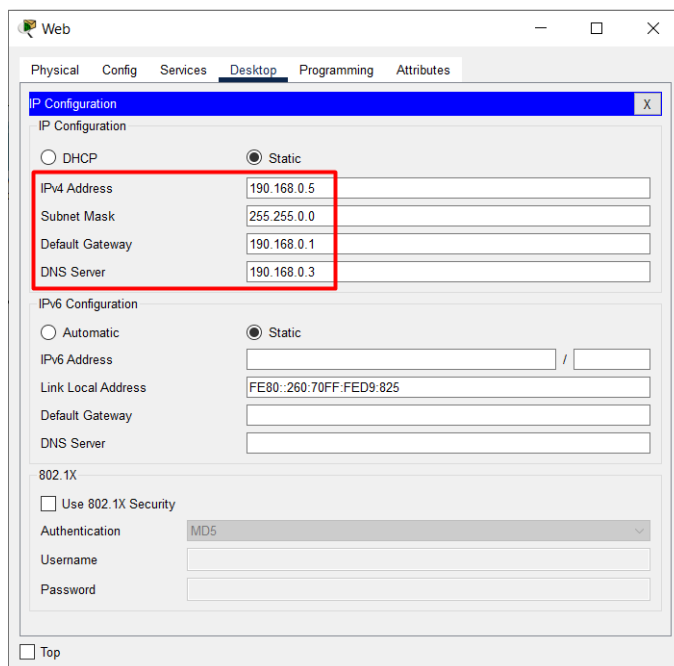 Web
Physical Config Services Desktop Programming Attributes
IP Configuration X
IP Configuration
DHCP Static
IPv4 Address 190.168.0.5
Subnet Mask 255.255.0.0
Default Gateway 190.168.0.1
DNS Server 190.168.0.3
IPv6 Configuration
Automatic Static
IPv6 Address /
Link Local Address FE80::260:70FF:FED9:825
Default Gateway
DNS Server
802.1X
Use 802.1X Security
Authentication MD5
Username
Password
Top